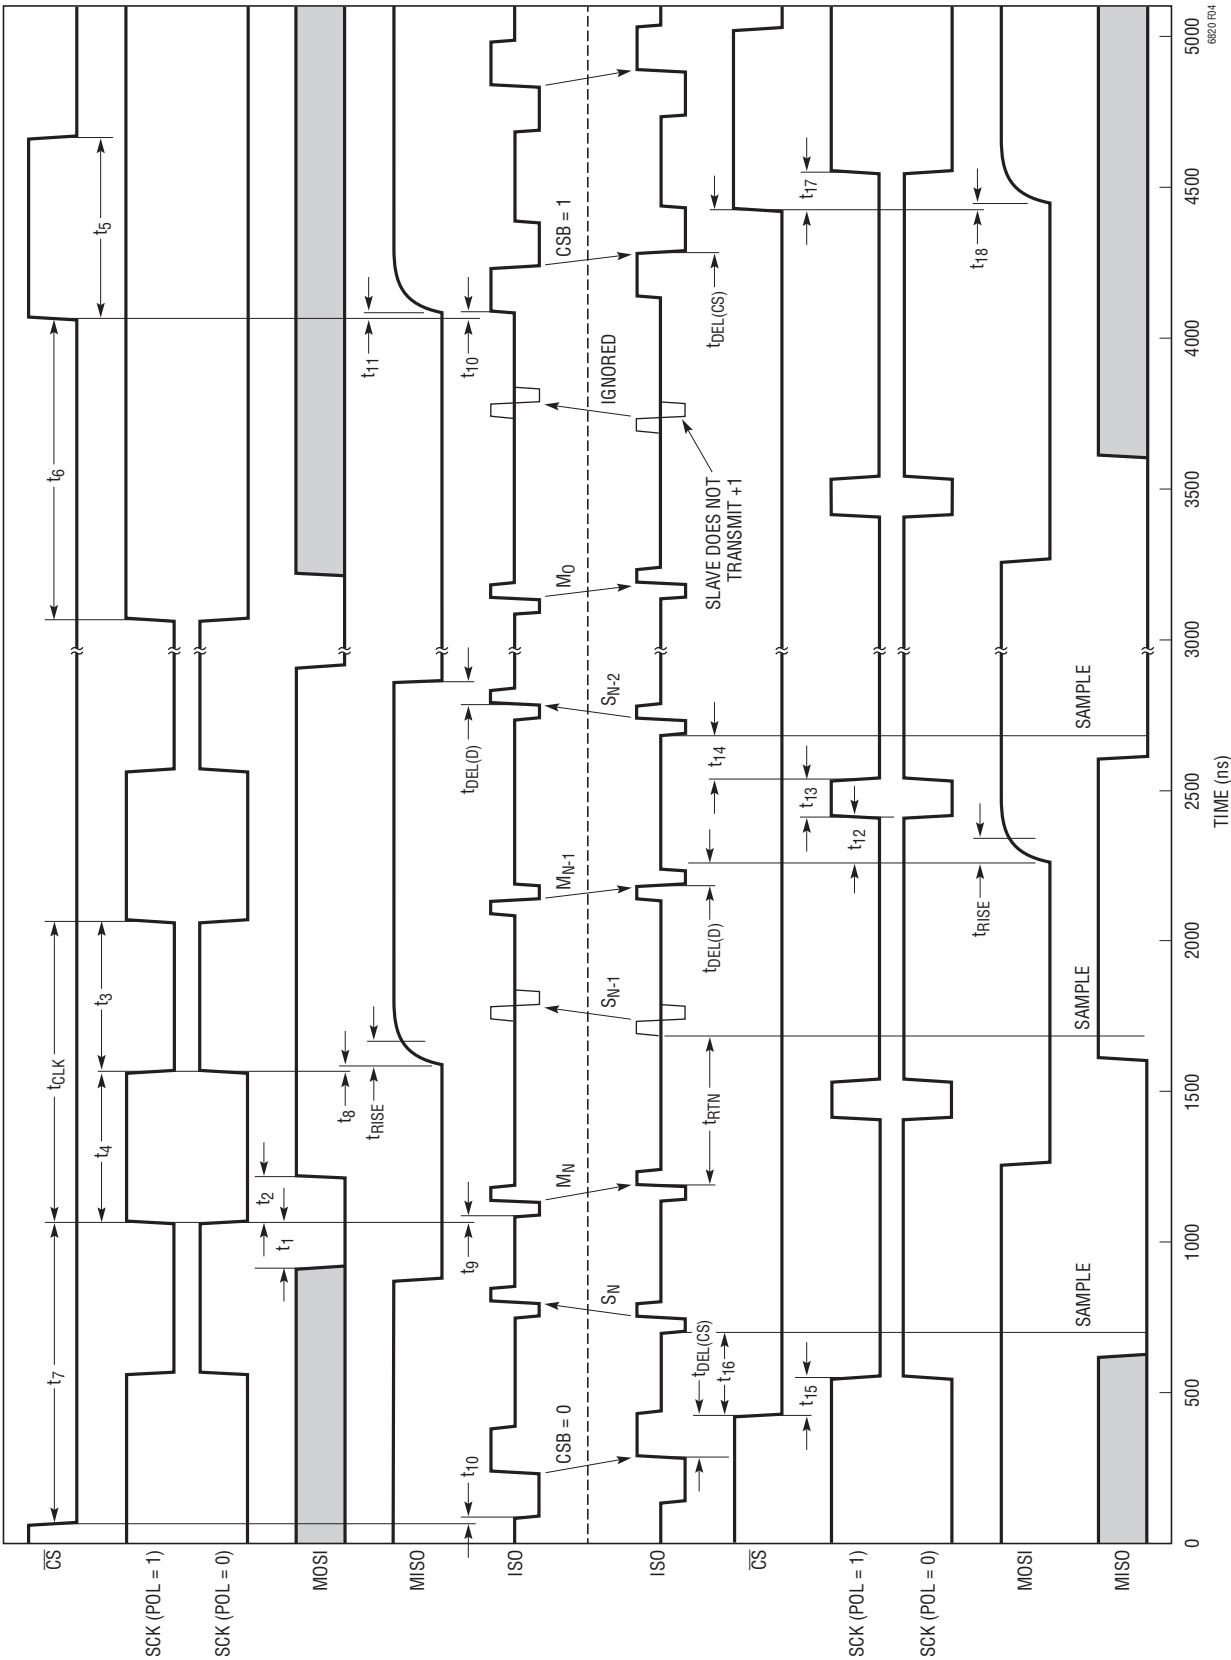 CS
t5
t6
t7
SCK (POL = 1)
tCLK
t4
t3
SCK (POL = 0)
MOSI
t1
t2
t8
tRISE
t11
MISO
t9
tDEL(D)
t10
t10
ISO
CSB = 0
SN
MN
SN-1
MN-1
SN-2
MO
IGNORED
CSB = 1
ISO
tDEL(CS)
t16
tRTN
tDEL(D)
t14
SLAVE DOES NOT
TRANSMIT +1
tDEL(CS)
CS
t15
t13
t17
SCK (POL = 1)
t12
SCK (POL = 0)
tRISE
t18
MOSI
SAMPLE
SAMPLE
SAMPLE
MISO
0
500
1000
1500
2000
2500
3000
3500
4000
4500
5000
TIME (ns)
6820 F04